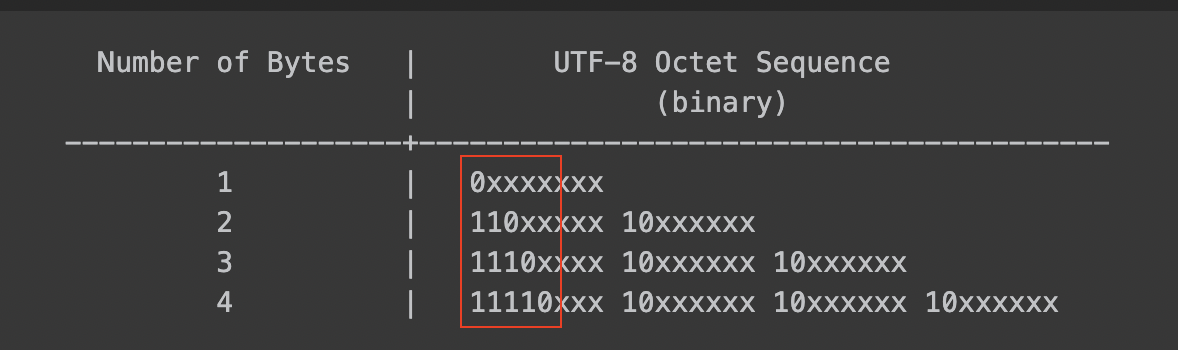 Number of Bytes | UTF-8 Octet Sequence
| (binary)
--------------------+-----------------------------------------
1 | 0xxxxxxx
2 | 110xxxxx 10xxxxxx
3 | 1110xxxx 10xxxxxx 10xxxxxx
4 | 11110xxx 10xxxxxx 10xxxxxx 10xxxxxx